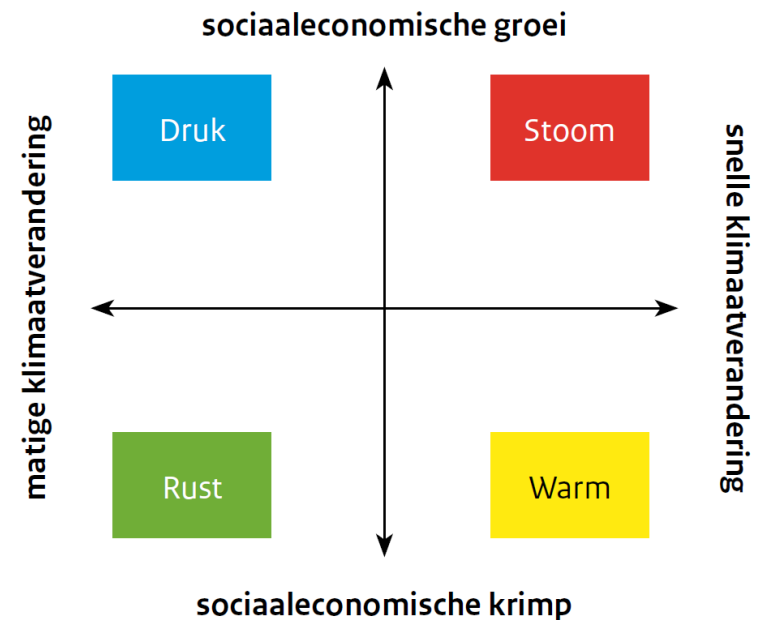 sociaaleconomische groei
Druk
Stoom
matige klimaatverandering
snelle klimaatverandering
Rust
Warm
sociaaleconomische krimp